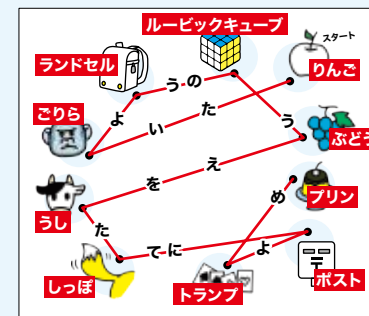 ルービックキューブ
スタート
ランドセル
りんご
うの
た
ごりら
よ
い
う
ぶどう
え
を
め
プリン
うし
た
てに
よ
しっぽ
トランプ
ポスト